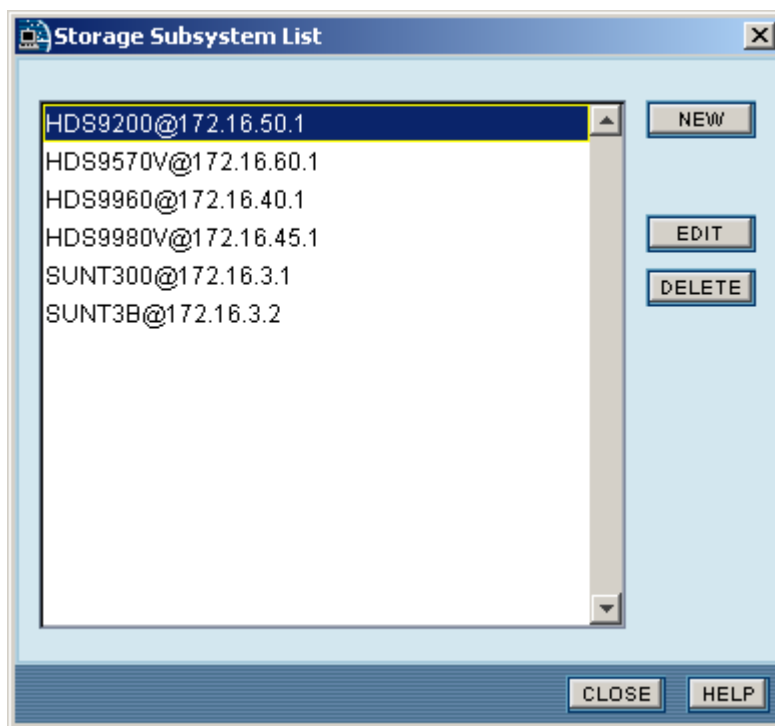 Storage Subsystem List
HDS9200@172.16.50.1
NEW
HDS9570V@172.16.60.1
HDS9960@172.16.40.1
HDS9980V@172.16.45.1
EDIT
SUNT300@172.16.3.1
DELETE
SUNT3B@172.16.3.2
CLOSE HELP